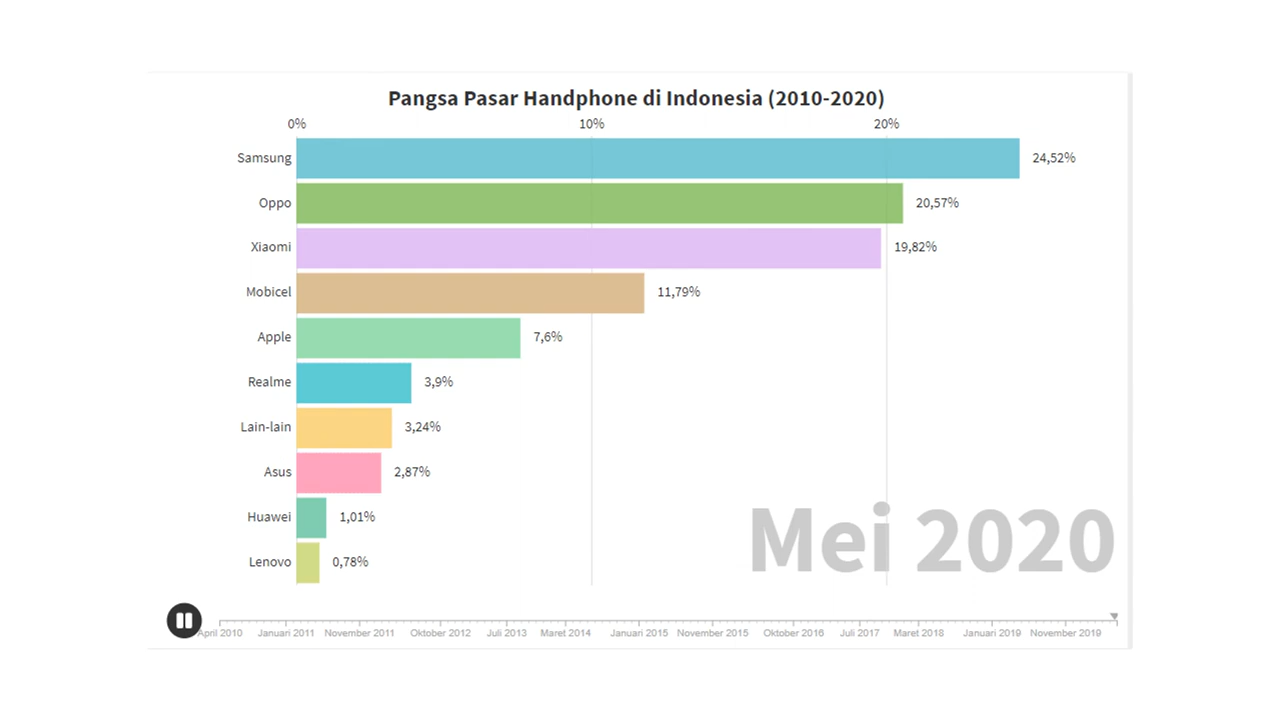 Pangsa Pasar Handphone di Indonesia (2010-2020)
0% 10% 20%
Samsung 24,52%
Oppo 20,57%
Xiaomi 19,82%
Mobicel 11,79%
Apple 7,6%
Realme 3,9%
Lain-lain 3,24%
Asus 2,87%
Huawei 1,01%
Lenovo 0,78%
Mei 2020
April 2010 Januari 2011 November 2011 Oktober 2012 Juli 2013 Maret 2014 Januari 2015 November 2015 Oktober 2016 Juli 2017 Maret 2018 Januari 2019 November 2019